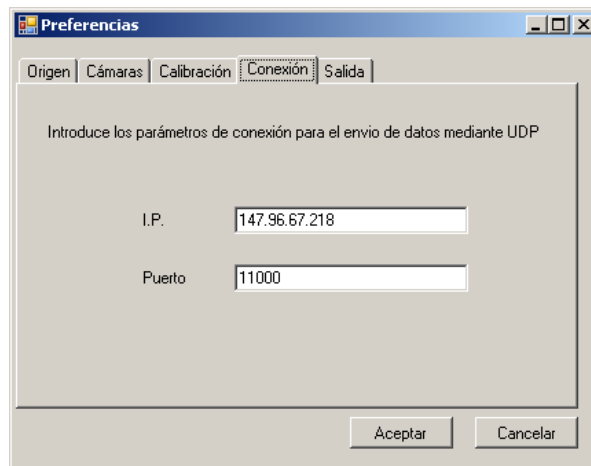 Preferencias
Origen Cámaras Calibración Conexión Salida
Introduce los parámetros de conexión para el envio de datos mediante UDP
I.P. 147.96.67.218
Puerto 11000
Aceptar Cancelar